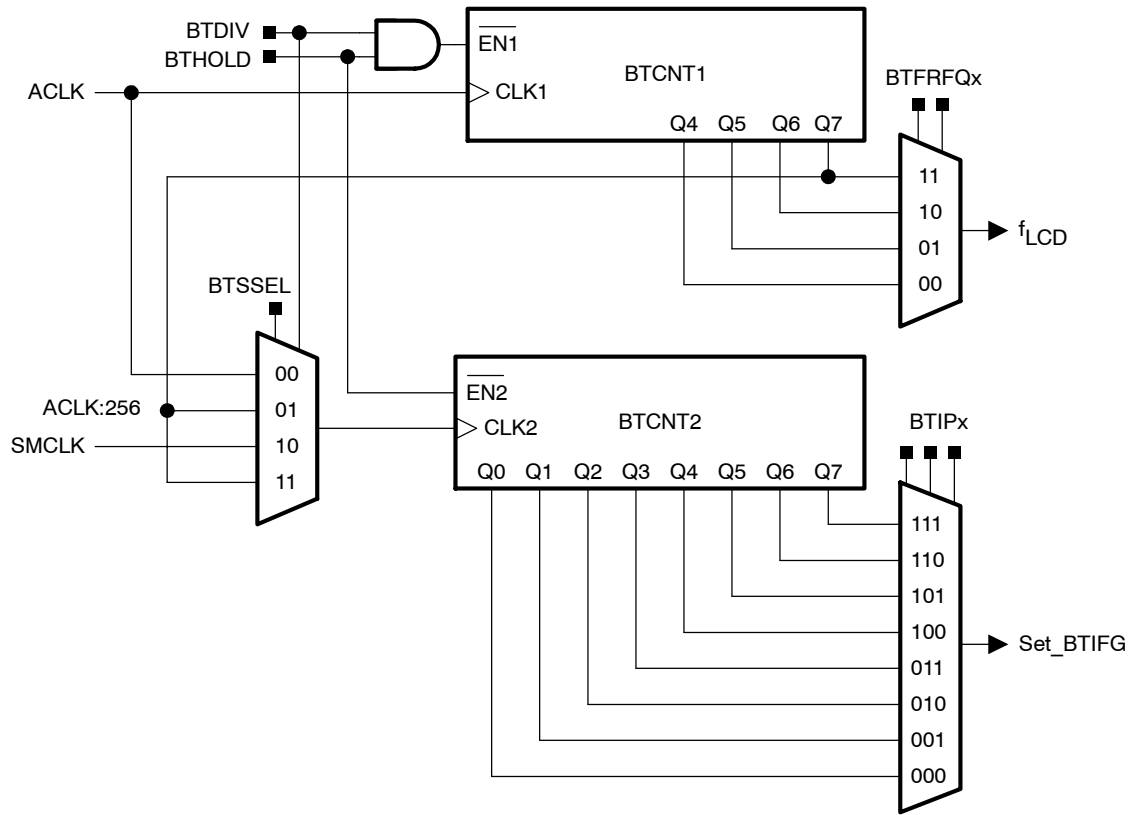 BTDIV
BTHOLD
EN1
BTCNT1
ACLK
CLK1
BTFRFQx
Q4 Q5 Q6 Q7
11
10
01
00
fLCD
BTSSEL
00
ACLK:256
01
SMCLK
10
11
EN2
CLK2
BTCNT2
BTIPx
Q0 Q1 Q2 Q3 Q4 Q5 Q6 Q7
111
110
101
100
011
010
001
000
Set_BTIFG